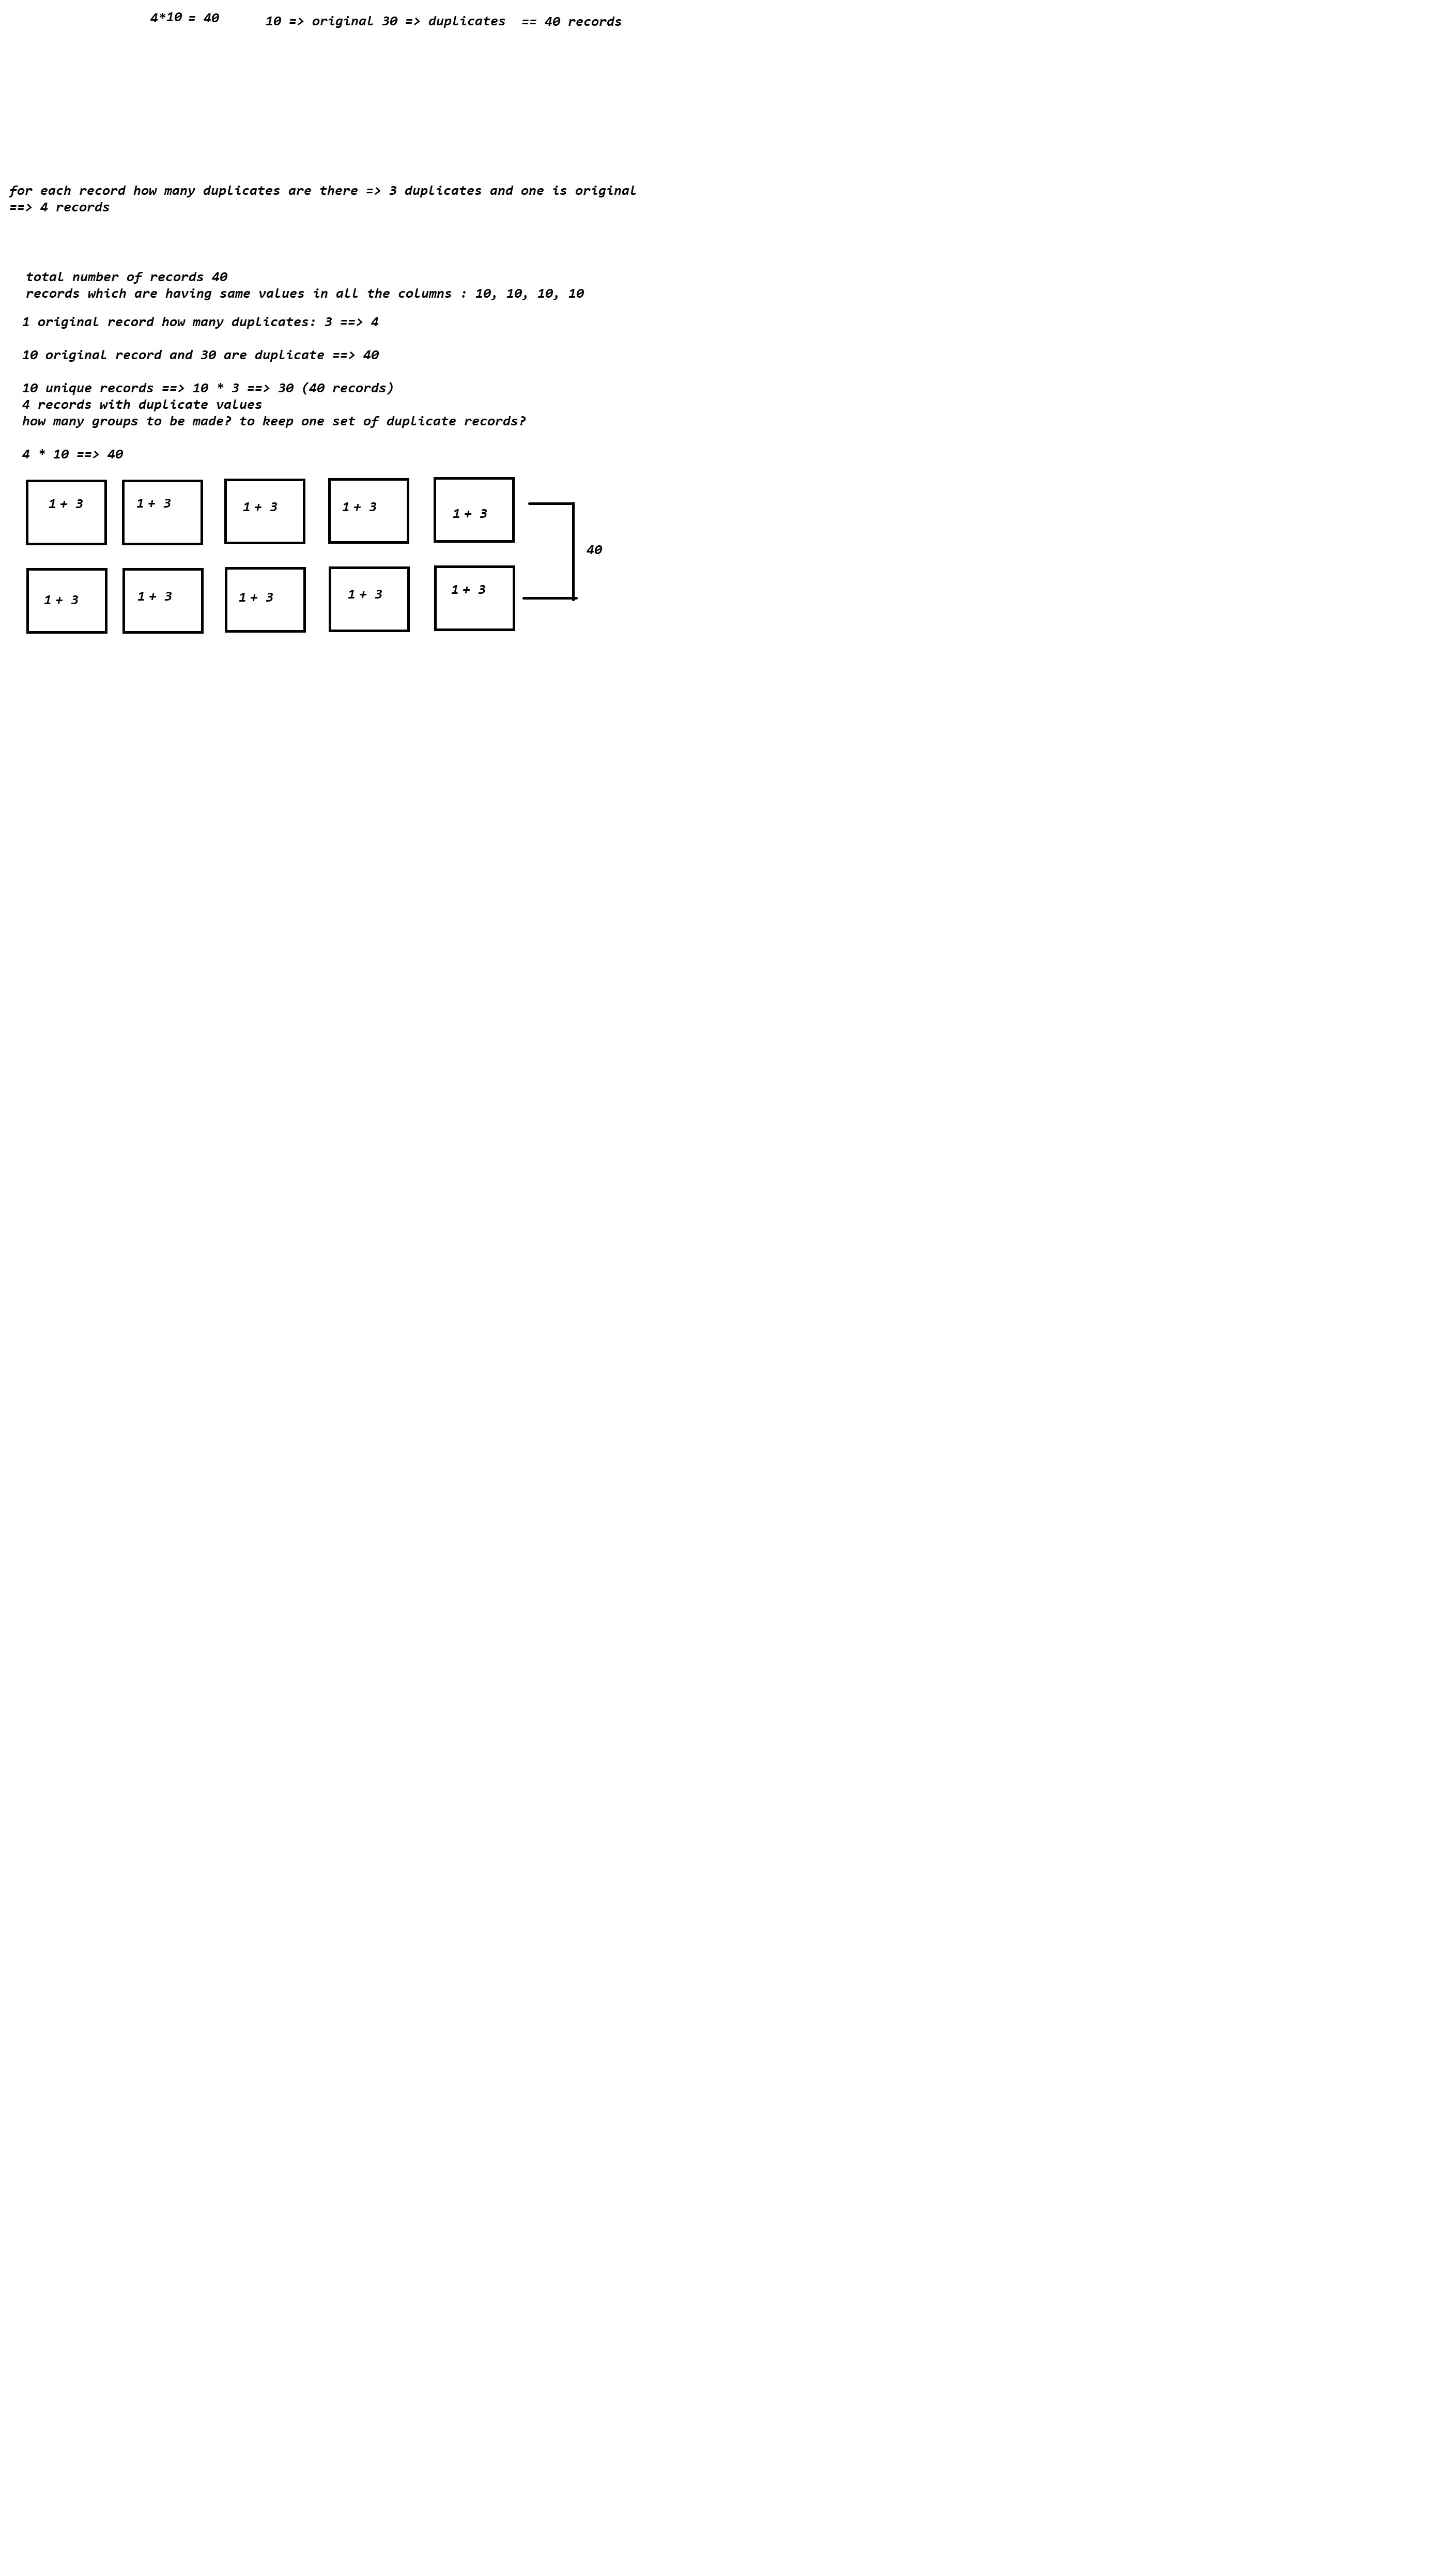 4*10 = 40
10 => original 30 => duplicates == 40 records
for each record how many duplicates are there => 3 duplicates and one is original
==> 4 records
total number of records 40
records which are having same values in all the columns : 10, 10, 10, 10
1 original record how many duplicates: 3 ==> 4
10 original record and 30 are duplicate ==> 40
10 unique records ==> 10 * 3 ==> 30 (40 records)
4 records with duplicate values
how many groups to be made? to keep one set of duplicate records?
4 * 10 ==> 40
1 + 3
1 + 3
1 + 3
1 + 3
1 + 3
40
1 + 3
1 + 3
1 + 3
1 + 3
1 + 3